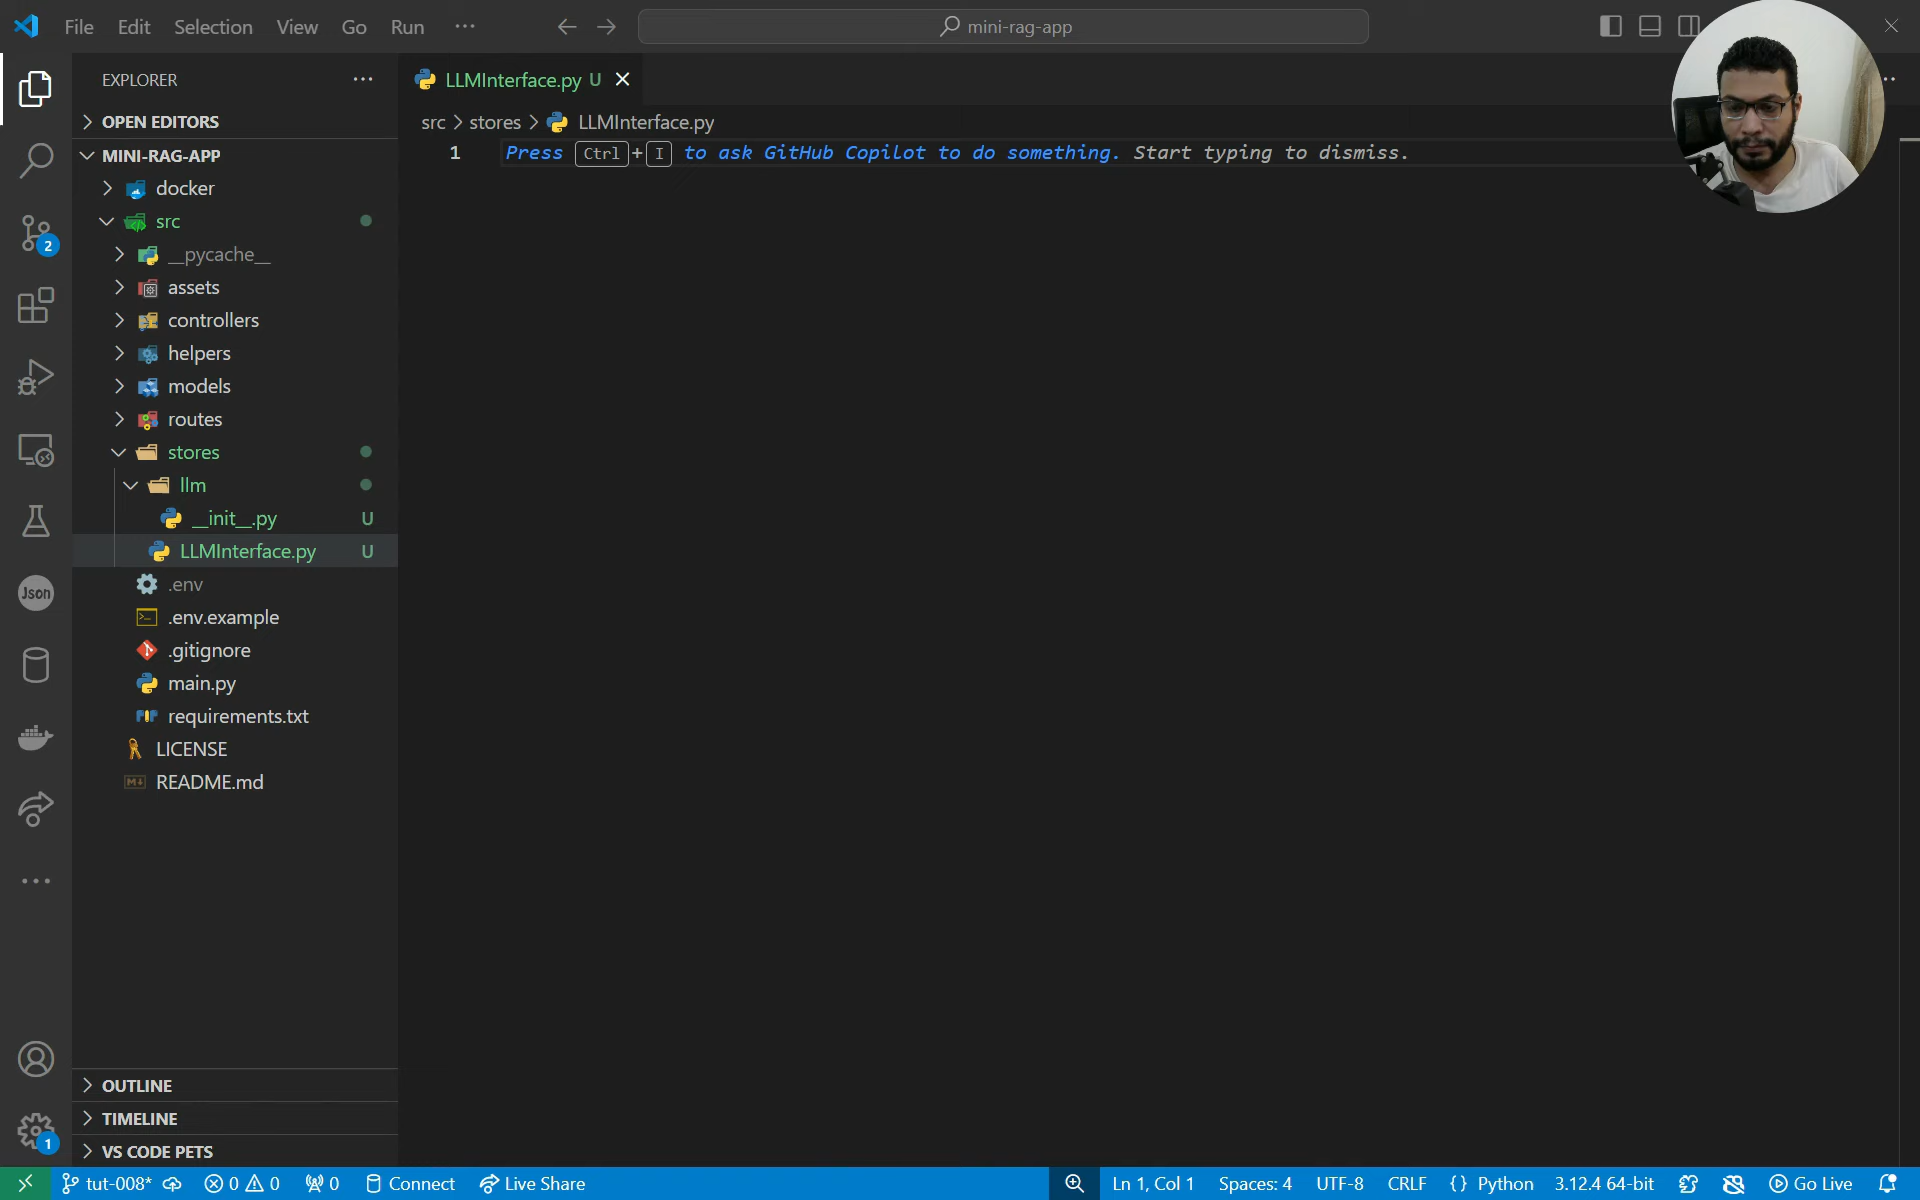 File Edit Selection View Go Run ···
mini-rag-app
EXPLORER ···
LLMInterface.py U
OPEN EDITORS
src > stores > LLMInterface.py
MINI-RAG-APP
1 Press Ctrl+I to ask GitHub Copilot to do something. Start typing to dismiss.
docker
src
__pycache__
2
assets
controllers
helpers
models
routes
stores
llm
__init__.py U
LLMInterface.py U
.env
Json
.env.example
.gitignore
main.py
requirements.txt
LICENSE
README.md
OUTLINE
TIMELINE
1
VS CODE PETS
tut-008* 0 0 0 Connect Live Share Ln 1, Col 1 Spaces: 4 UTF-8 CRLF {} Python 3.12.4 64-bit Go Live